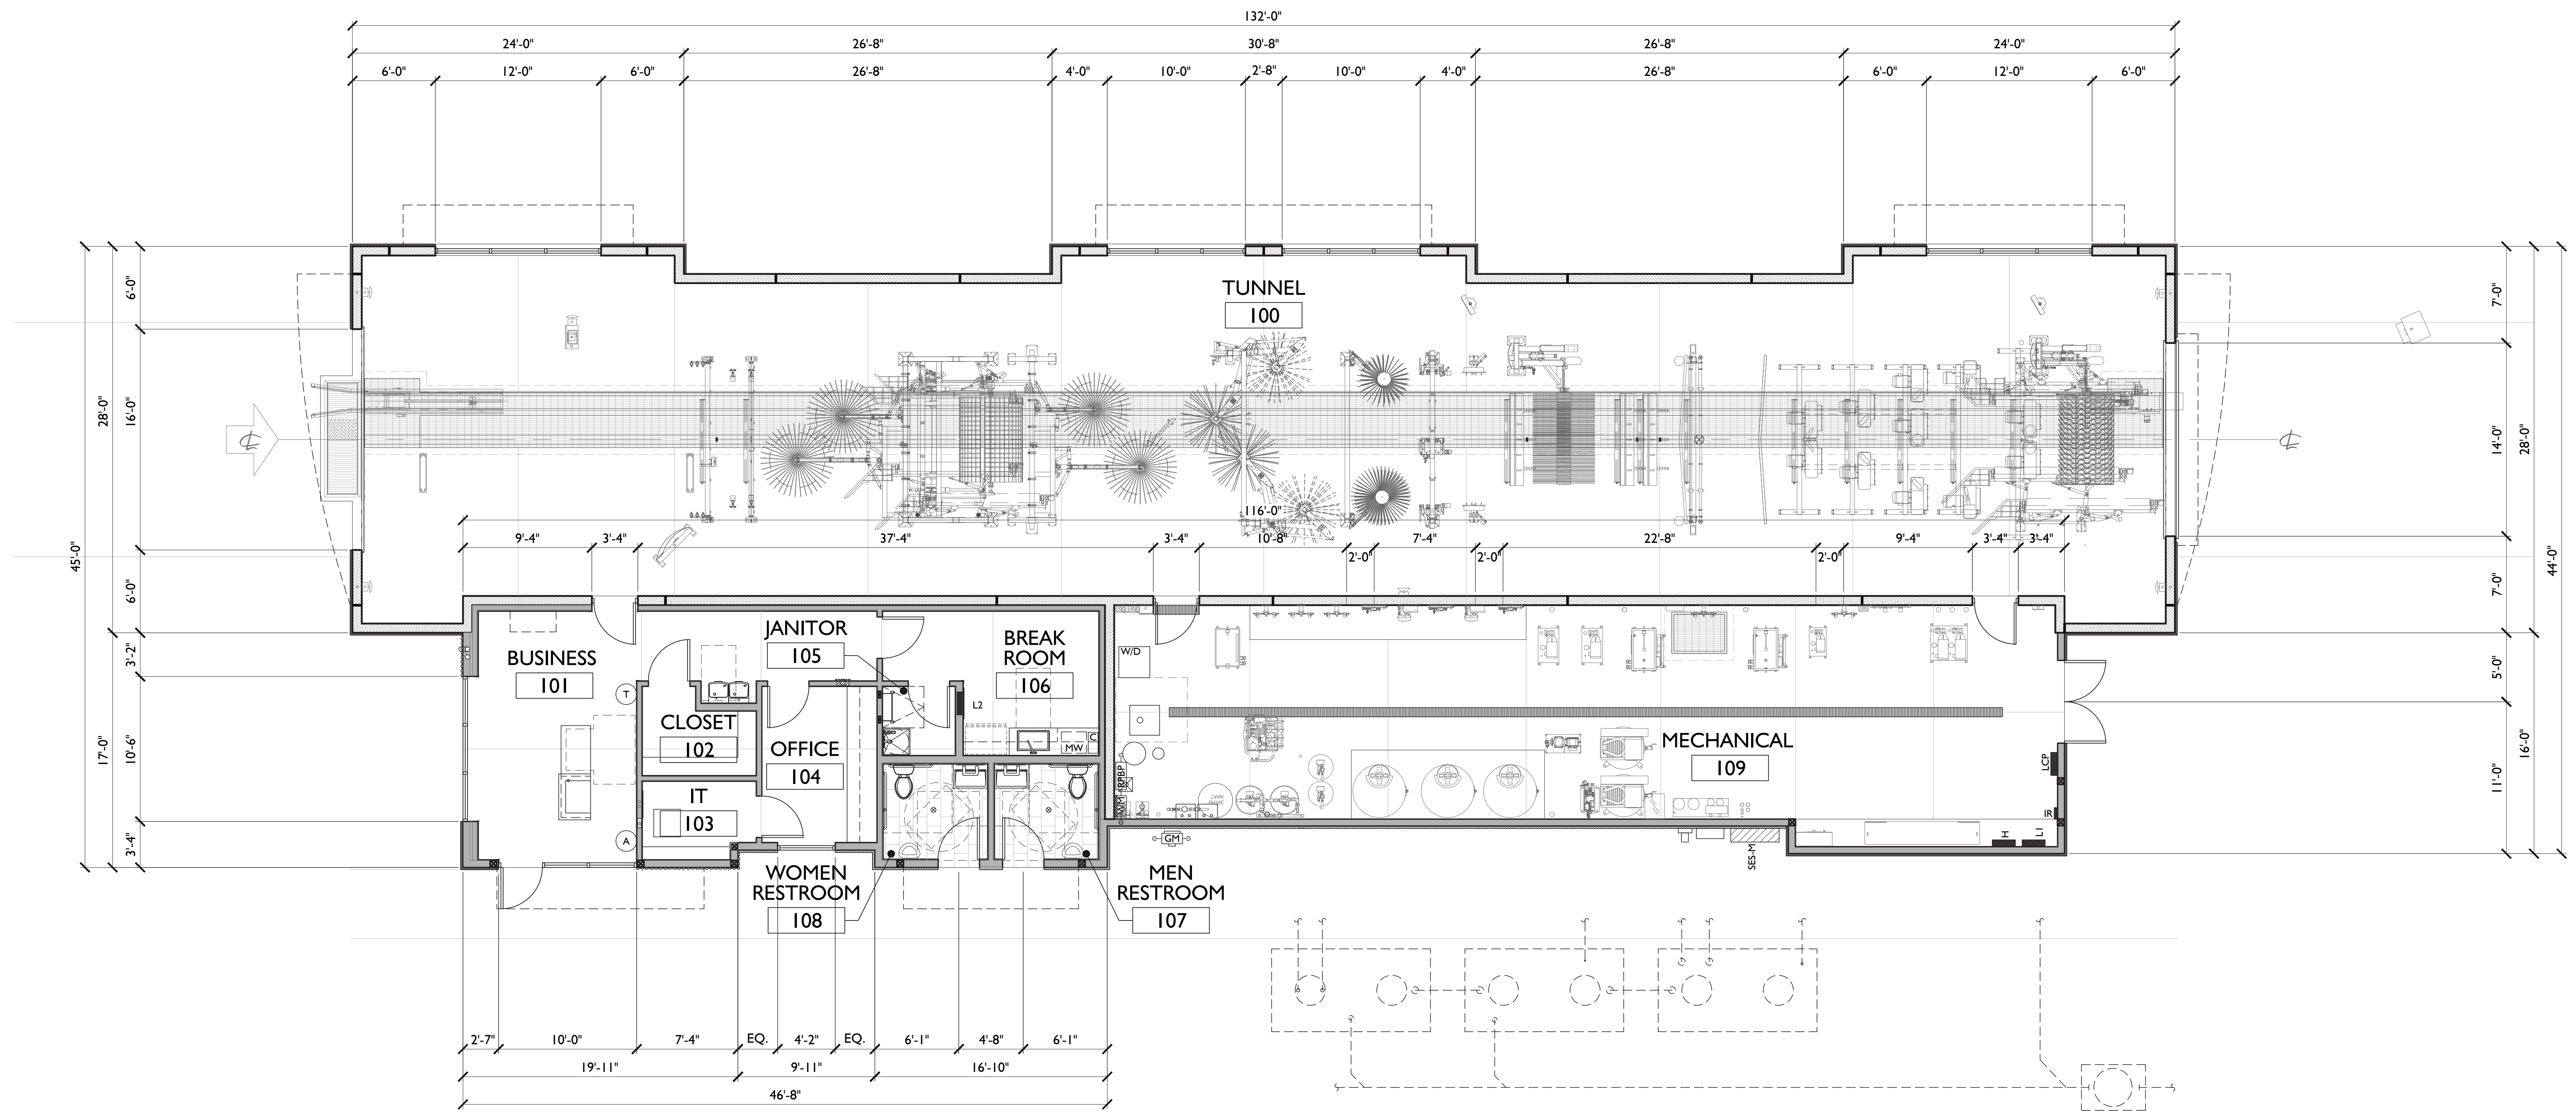 132'-0"
24'-0" 26'-8" 30'-8" 26'-8" 24'-0"
6'-0" 12'-0" 6'-0" 26'-8" 4'-0" 10'-0" 2'-8" 10'-0" 4'-0" 26'-8" 6'-0" 12'-0" 6'-0"
TUNNEL
100
6'-0"
16'-0"
6'-0"
28'-0"
45'-0"
3'-2"
10'-6"
3'-4"
17'-0"
7'-0"
14'-0"
7'-0"
28'-0"
44'-0"
5'-0"
11'-0"
16'-0"
116'-0"
9'-4" 3'-4" 37'-4" 3'-4" 10'-8" 7'-4" 22'-8" 9'-4" 3'-4" 3'-4"
2'-0" 2'-0" 2'-0"
JANITOR
105
BREAK
ROOM
106
BUSINESS
101
W/D
T
L2
CLOSET
102
OFFICE
104
MW
C
MECHANICAL
109
LCP
IT
103
RPBP
WM
IR
A
GM
H
L1
SES-M
WOMEN
RESTROOM
108
MEN
RESTROOM
107
2'-7" 10'-0" 7'-4" EQ. 4'-2" EQ. 6'-1" 4'-8" 6'-1"
19'-11" 9'-11" 16'-10"
46'-8"